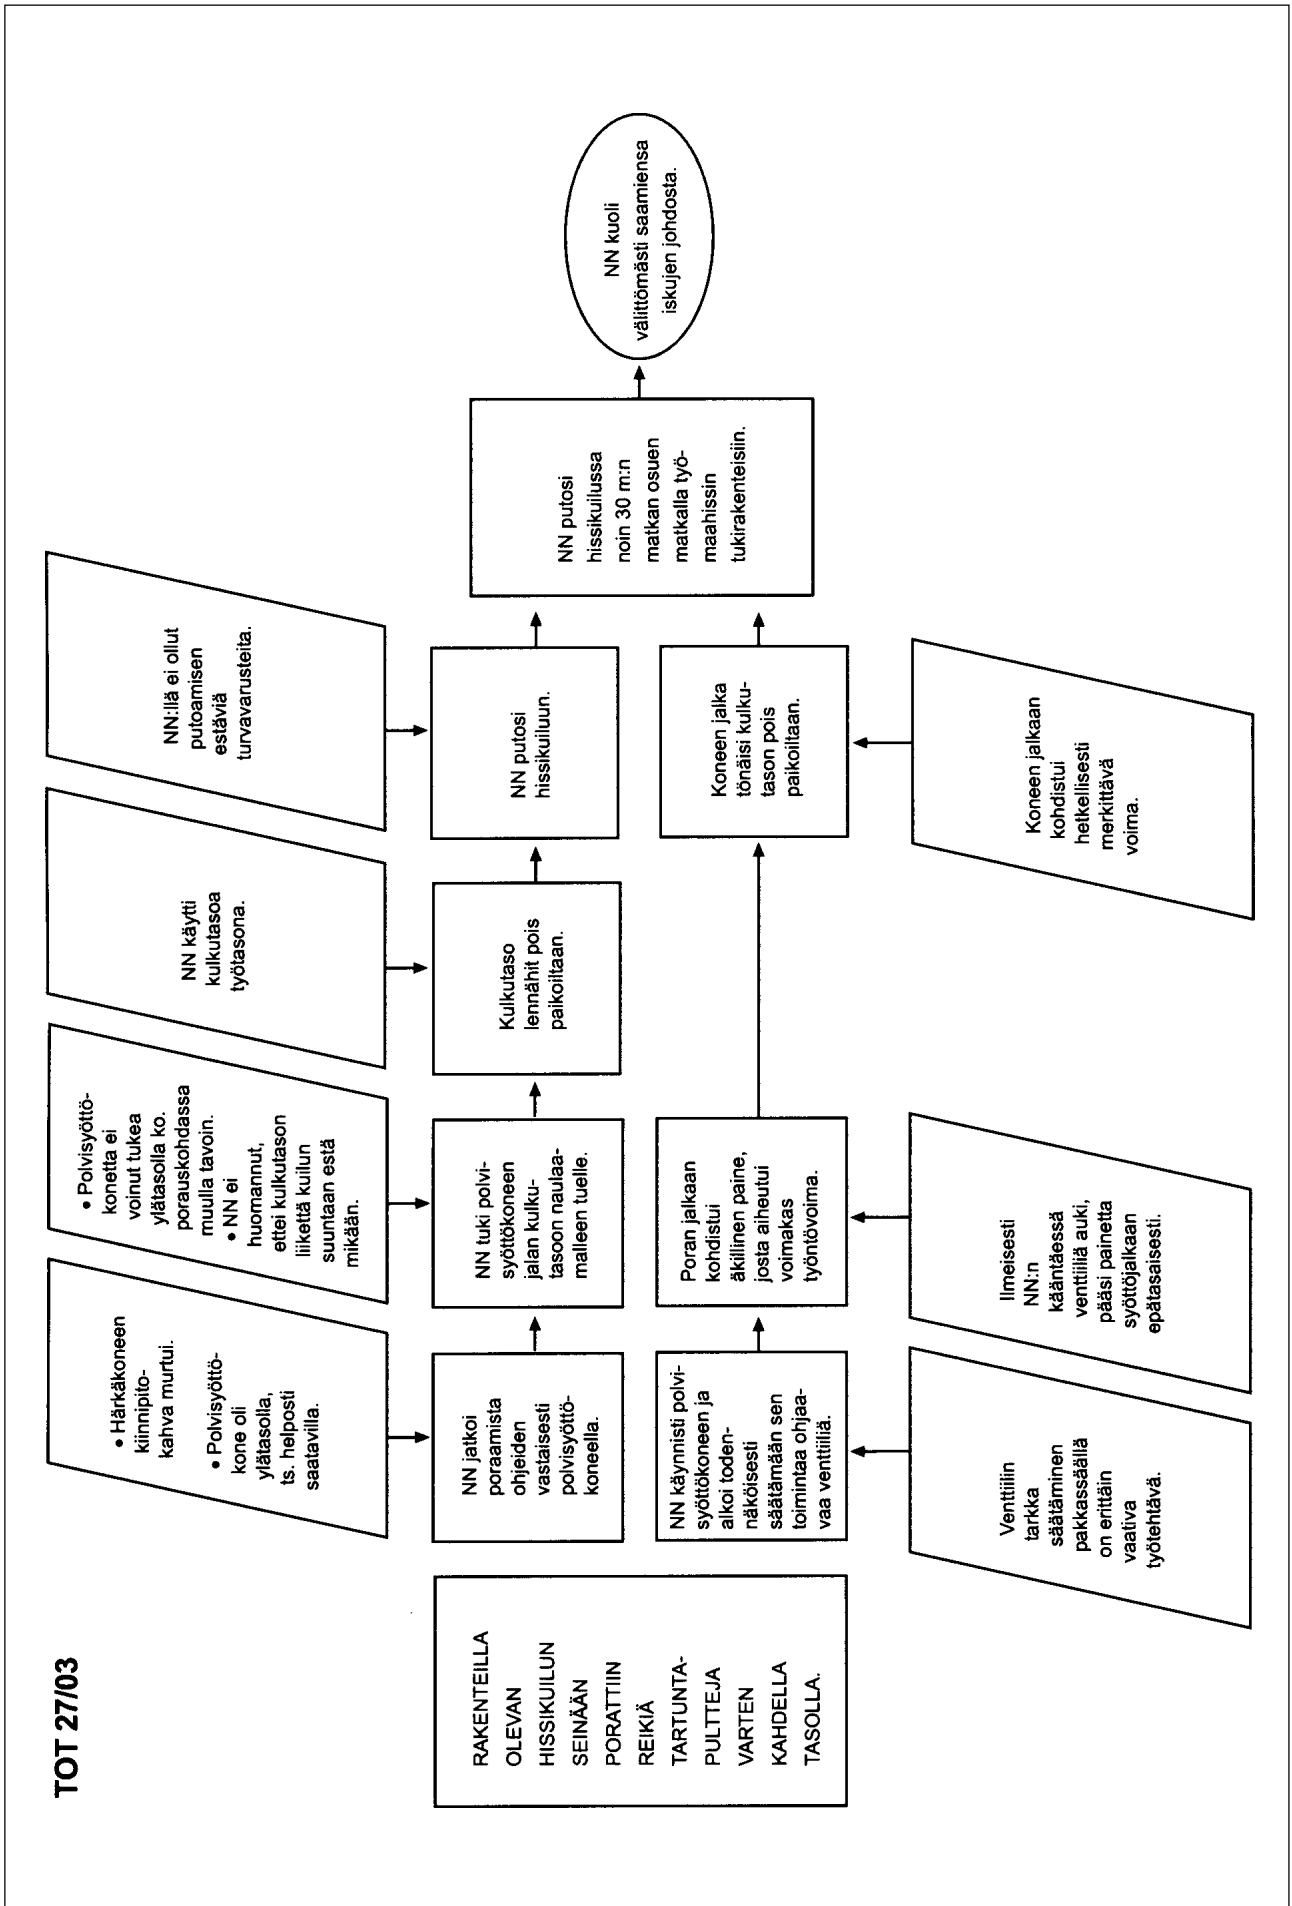 TOT 27/03
RAKENTEILLA
OLEVAN
HISSIKUILUN
SEINÄÄN
PORATTIIN
REIKIÄ
TARTUNTA-
PULTTEJA
VARTEN
KAHDELLA
TASOLLA.
• Härkäkoneen
kiinnipito-
kahva murtui.
• Polvisyöttö-
kone oli
ylätasolla,
ts. helposti
saatavilla.
NN jatkoi
poraamista
ohjeiden
vastaisesti
polvisyöttö-
koneella.
• Polvisyöttö-
konetta ei
voinut tukea
ylätasolla ko.
porauskohdassa
muulla tavoin.
• NN ei
huomannut,
ettei kulkutason
liikettä kuilun
suuntaan estä
mikään.
NN tuki polvi-
syöttökoneen
jalan kulku-
tasoon naulaa-
malleen tuelle.
NN käytti
kulkutasoa
työtasona.
Kulkutaso
lennähit pois
paikoiltaan.
NN:llä ei ollut
putoamisen
estäviä
turvavarusteita.
NN putosi
hissikuiluun.
NN käynnisti polvi-
syöttökoneen ja
alkoi toden-
näköisesti
säätämään sen
toimintaa ohjaa-
vaa venttiiliä.
Venttiilin
tarkka
säätäminen
pakkassäällä
on erittäin
vaativa
työtehtävä.
Poran jalkaan
kohdistui
äkillinen paine,
josta aiheutui
voimakas
työntövoima.
Ilmeisesti
NN:n
kääntäessä
venttiiliä auki,
pääsi painetta
syöttöjalkaan
epätasaisesti.
Koneen jalka
tönäisi kulku-
tason pois
paikoiltaan.
Koneen jalkaan
kohdistui
hetkellisesti
merkittävä
voima.
NN putosi
hissikuilussa
noin 30 m:n
matkan osuen
matkalla työ-
maahissin
tukirakenteisiin.
NN kuoli
välittömästi saamiensa
iskujen johdosta.